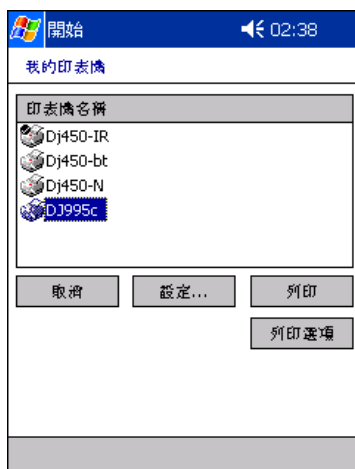 開始 02:38
我的印表機
印表機名稱
Dj450-IR
Dj450-bt
Dj450-N
DJ995c
取消 設定... 列印
列印選項